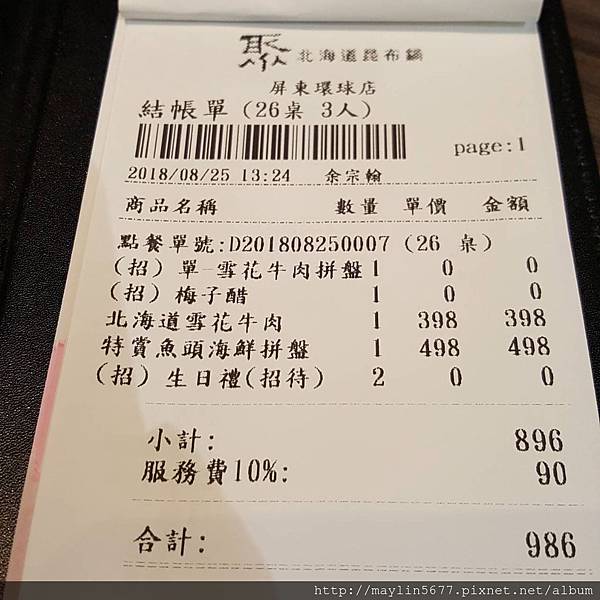 聚 北海道昆布鍋
屏東環球店
結帳單 (26桌 3人)
page:1
2018/08/25 13:24 余宗翰
商品名稱 數量 單價 金額
點餐單號:D201808250007 (26 桌)
(招) 單-雪花牛肉拼盤 1 0 0
(招) 梅子醋 1 0 0
北海道雪花牛肉 1 398 398
特賞魚頭海鮮拼盤 1 498 498
(招) 生日禮(招待) 2 0 0
小計: 896
服務費10%: 90
合計: 986
http://maylin5677.pixnet.net/album